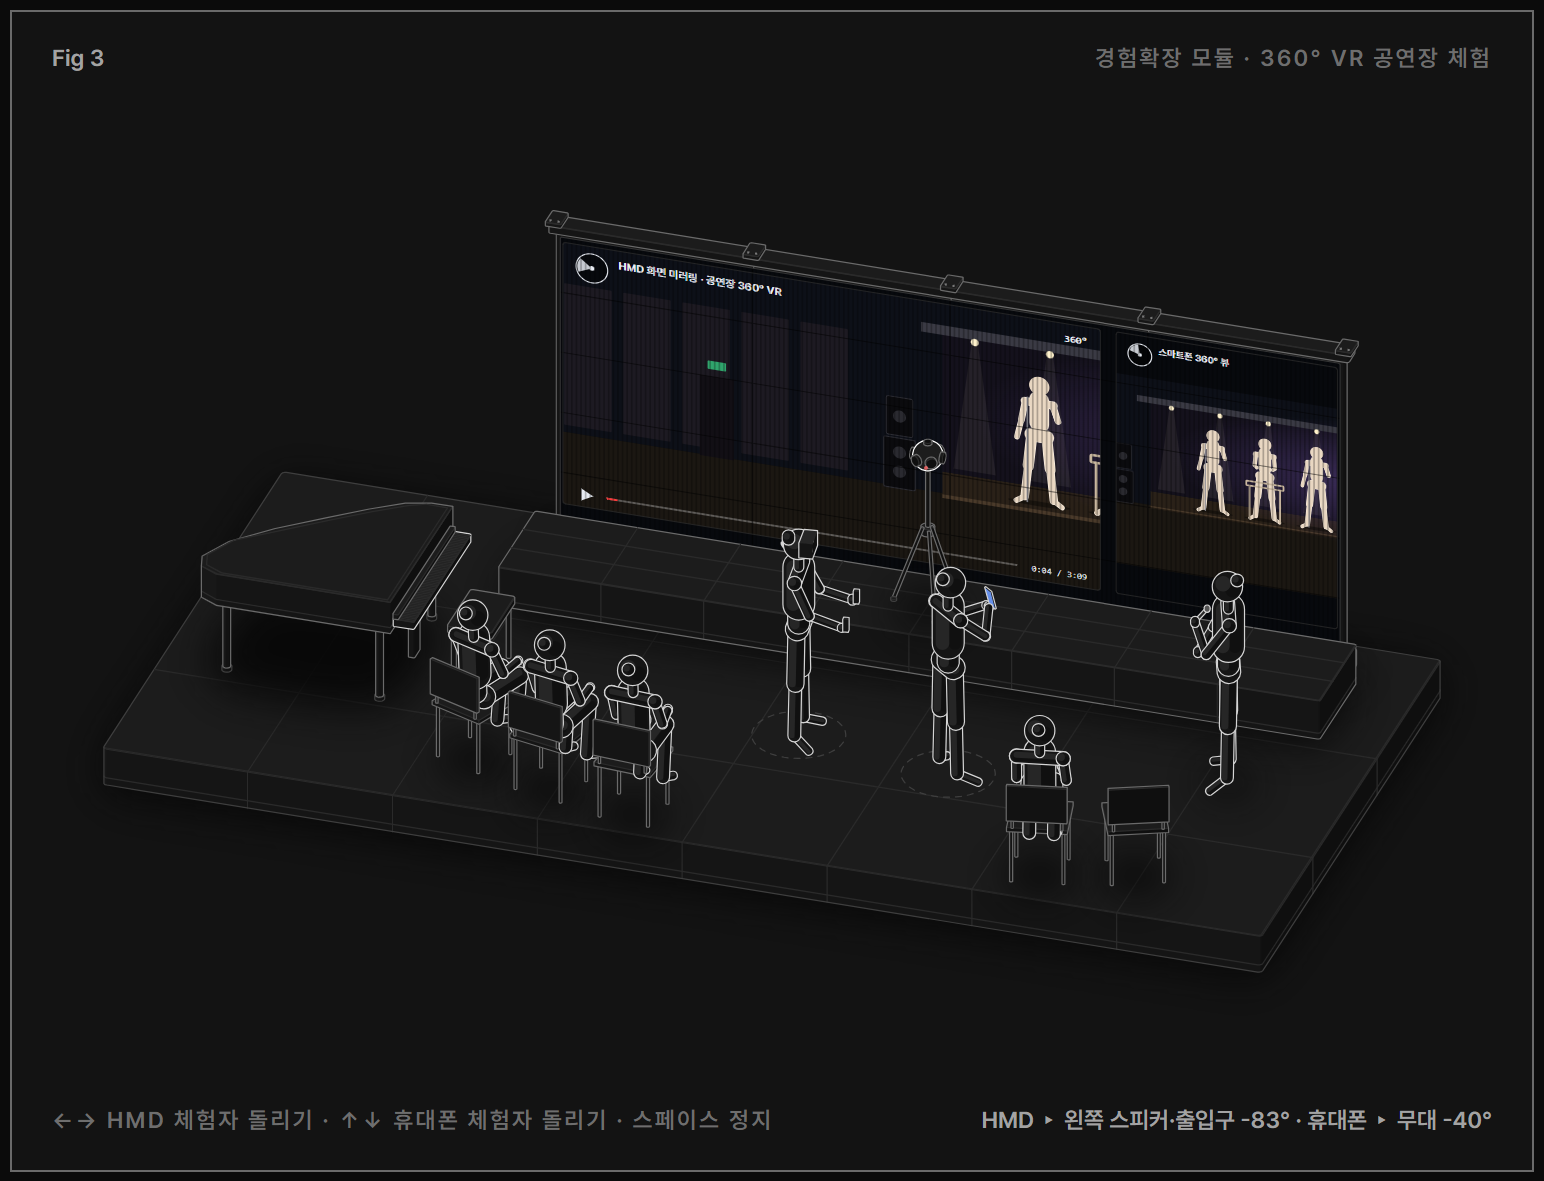 Fig 3
경험확장 모듈 · 360° VR 공연장 체험
HMD 화면 미러링 · 공연장 360° VR
360°
스마트폰 360° 뷰
0:04 / 3:09
←→ HMD 체험자 돌리기 · ↑↓ 휴대폰 체험자 돌리기 · 스페이스 정지
HMD ▸ 왼쪽 스피커·출입구 -83° · 휴대폰 ▸ 무대 -40°